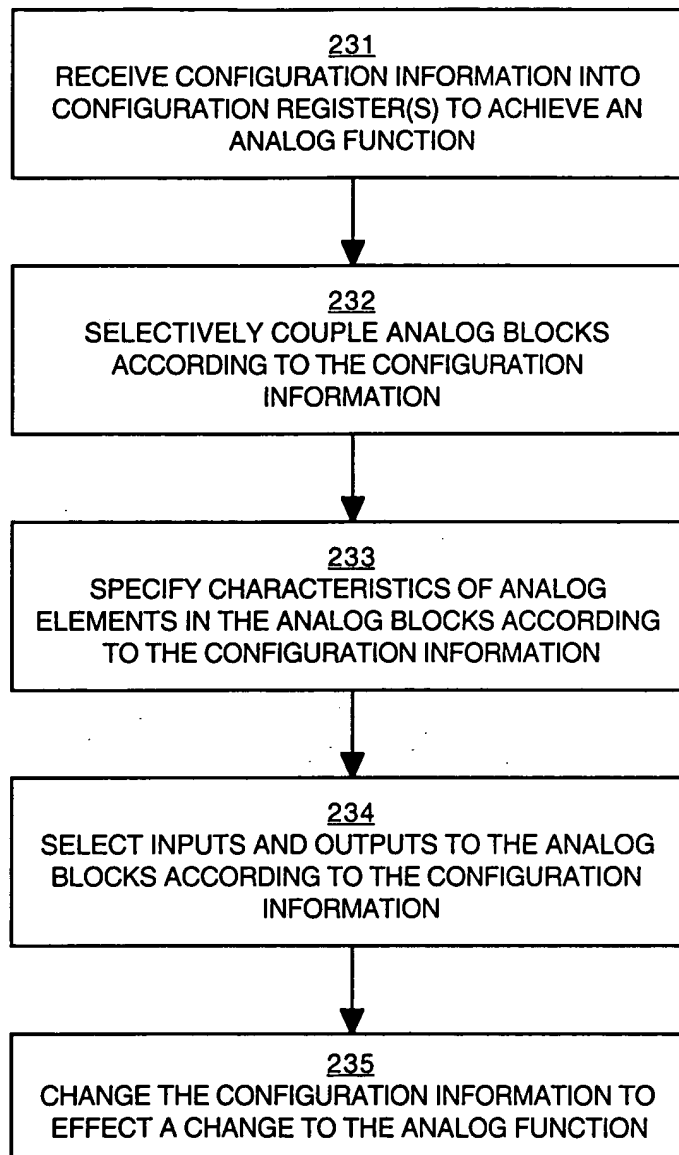 231
RECEIVE CONFIGURATION INFORMATION INTO
CONFIGURATION REGISTER(S) TO ACHIEVE AN
ANALOG FUNCTION
232
SELECTIVELY COUPLE ANALOG BLOCKS
ACCORDING TO THE CONFIGURATION
INFORMATION
233
SPECIFY CHARACTERISTICS OF ANALOG
ELEMENTS IN THE ANALOG BLOCKS ACCORDING
TO THE CONFIGURATION INFORMATION
234
SELECT INPUTS AND OUTPUTS TO THE ANALOG
BLOCKS ACCORDING TO THE CONFIGURATION
INFORMATION
235
CHANGE THE CONFIGURATION INFORMATION TO
EFFECT A CHANGE TO THE ANALOG FUNCTION